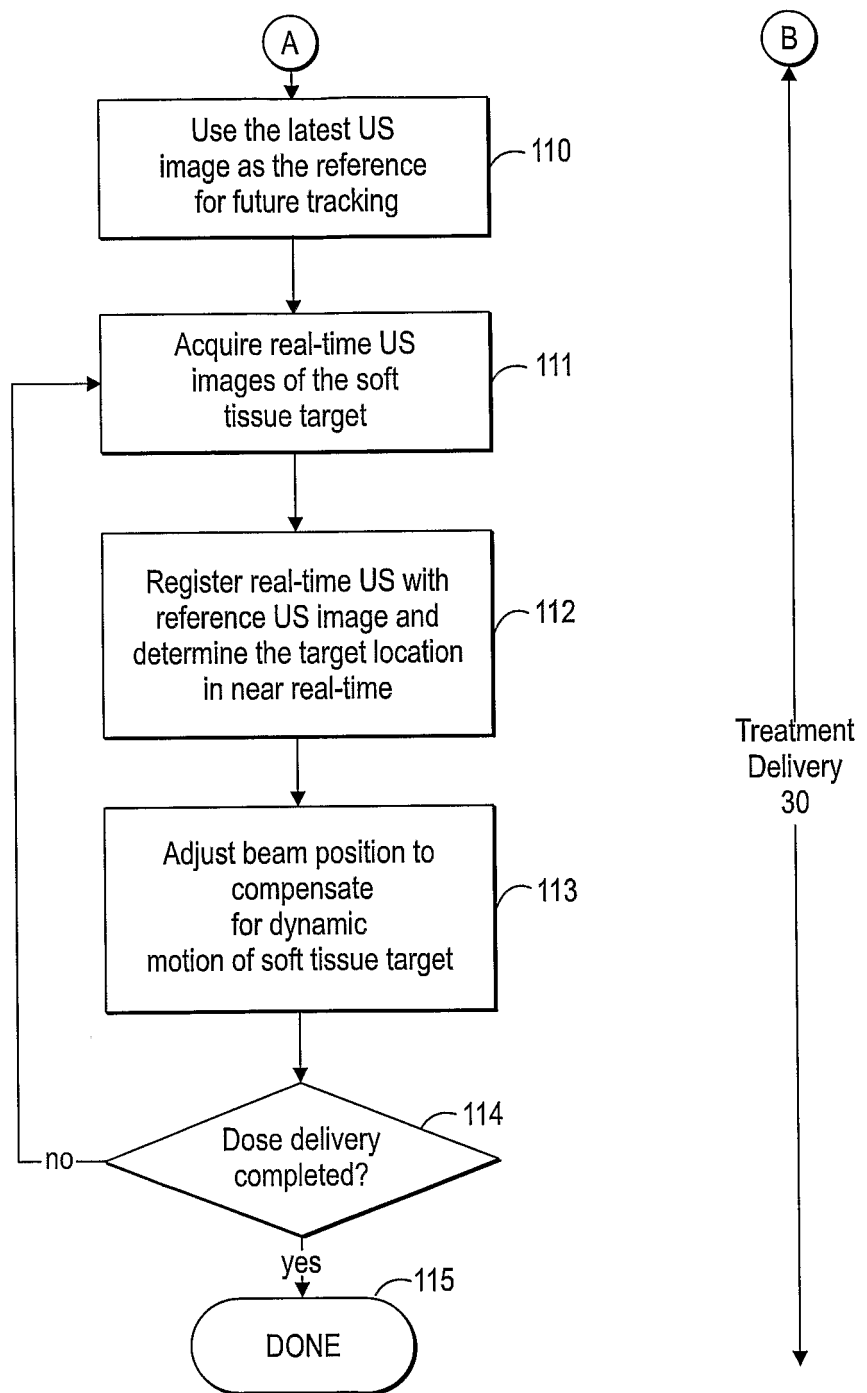 A
B
Use the latest US
image as the reference
for future tracking
110
Acquire real-time US
images of the soft
tissue target
111
Register real-time US with
reference US image and
determine the target location
in near real-time
112
Treatment
Delivery
30
Adjust beam position to
compensate
for dynamic
motion of soft tissue target
113
Dose delivery
completed?
114
no
yes
DONE
115